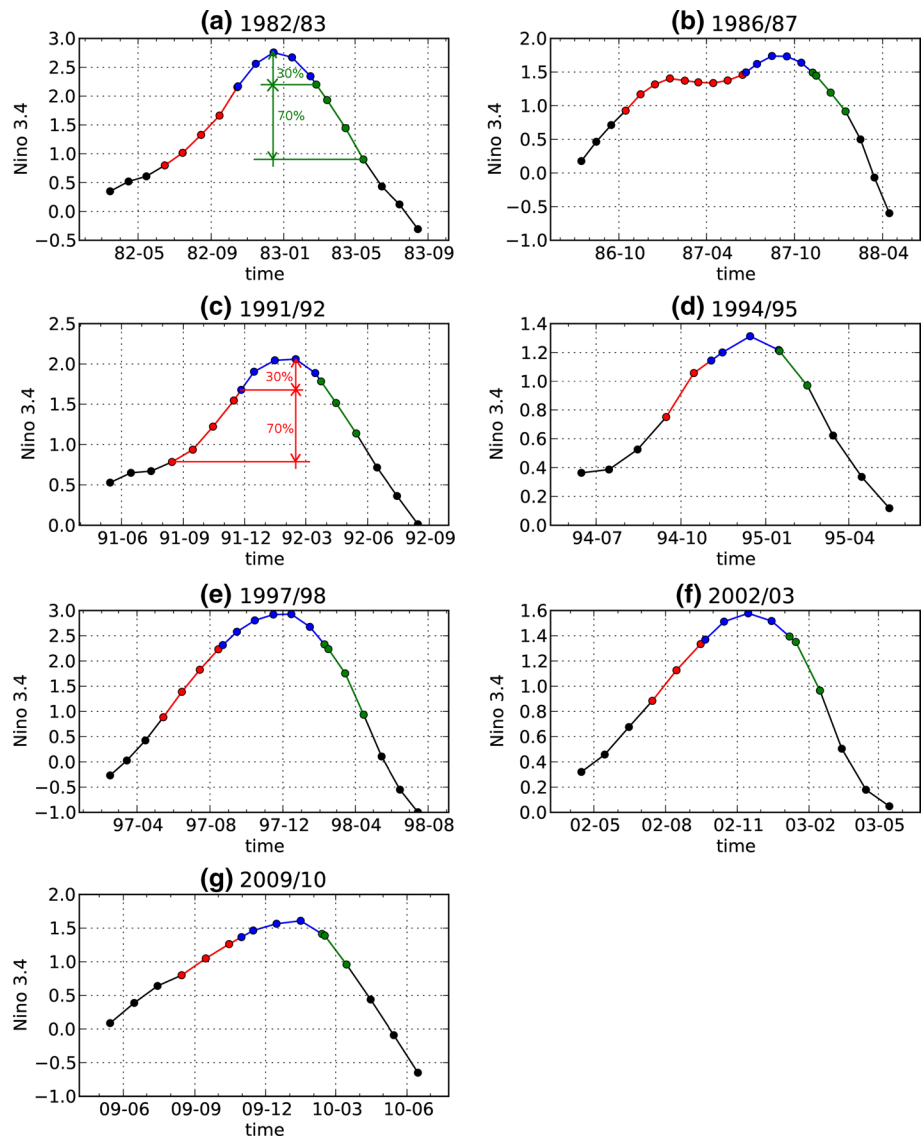 (a) 1982/83
Nino 3.4
3.0
2.5
2.0
1.5
1.0
0.5
0.0
−0.5
30%
70%
82-05 82-09 83-01 83-05 83-09
time
(b) 1986/87
Nino 3.4
2.0
1.5
1.0
0.5
0.0
−0.5
−1.0
86-10 87-04 87-10 88-04
time
(c) 1991/92
Nino 3.4
2.5
2.0
1.5
1.0
0.5
0.0
30%
70%
91-06 91-09 91-12 92-03 92-06 92-09
time
(d) 1994/95
Nino 3.4
1.4
1.2
1.0
0.8
0.6
0.4
0.2
0.0
94-07 94-10 95-01 95-04
time
(e) 1997/98
Nino 3.4
3.0
2.5
2.0
1.5
1.0
0.5
0.0
−0.5
−1.0
97-04 97-08 97-12 98-04 98-08
time
(f) 2002/03
Nino 3.4
1.6
1.4
1.2
1.0
0.8
0.6
0.4
0.2
0.0
02-05 02-08 02-11 03-02 03-05
time
(g) 2009/10
Nino 3.4
2.0
1.5
1.0
0.5
0.0
−0.5
−1.0
09-06 09-09 09-12 10-03 10-06
time